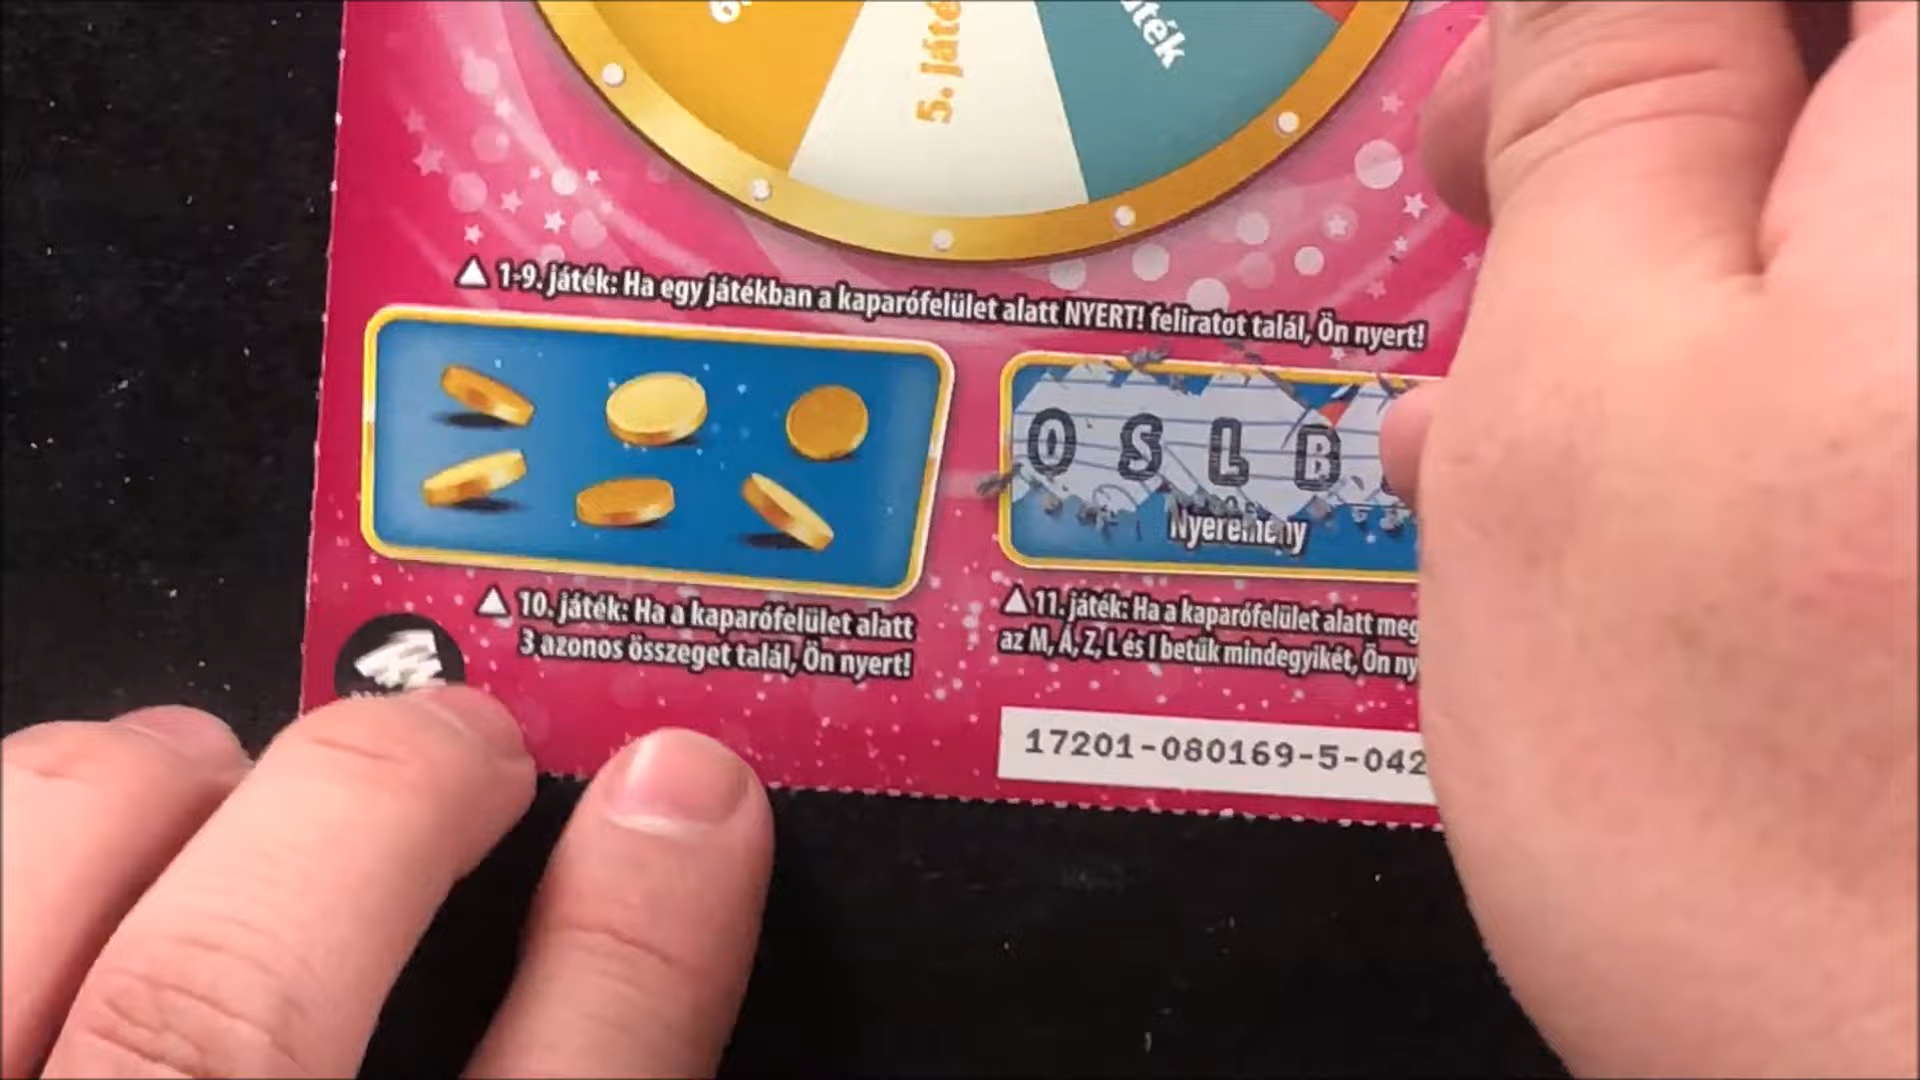 6.
5. játé
ték
1-9. játék: Ha egy játékban a kaparófelület alatt NYERT! feliratot talál, Ön nyert!
O S L B
Nyeremény
10. játék: Ha a kaparófelület alatt
3 azonos összeget talál, Ön nyert!
11. játék: Ha a kaparófelület alatt meg
az M, Á, Z, L és I betűk mindegyikét, Ön ny
17201-080169-5-042